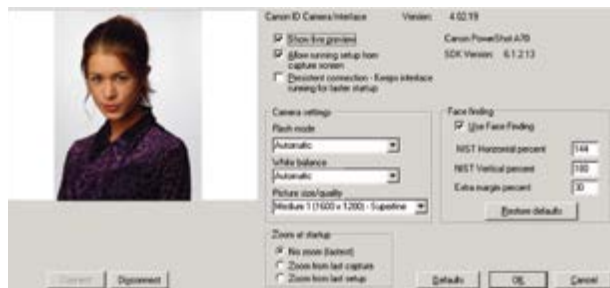 Canon ID Camera Interface Version: 4.02.19
Show live preview
Canon PowerShot A70
Allow running setup from
capture screen
SDK Version: 6.1.2.13
Persistent connection - Keeps interface
running for faster startup
Camera settings
Flash mode
Automatic
White balance
Automatic
Picture size/quality
Medium 1 (1600 x 1200) - Superfine
Face finding
Use Face Finding
NIST Horizontal percent 144
NIST Vertical percent 180
Extra margin percent 30
Restore defaults
Zoom at startup
No zoom (fastest)
Zoom from last capture
Zoom from last setup
Connect Disconnect
Defaults OK Cancel